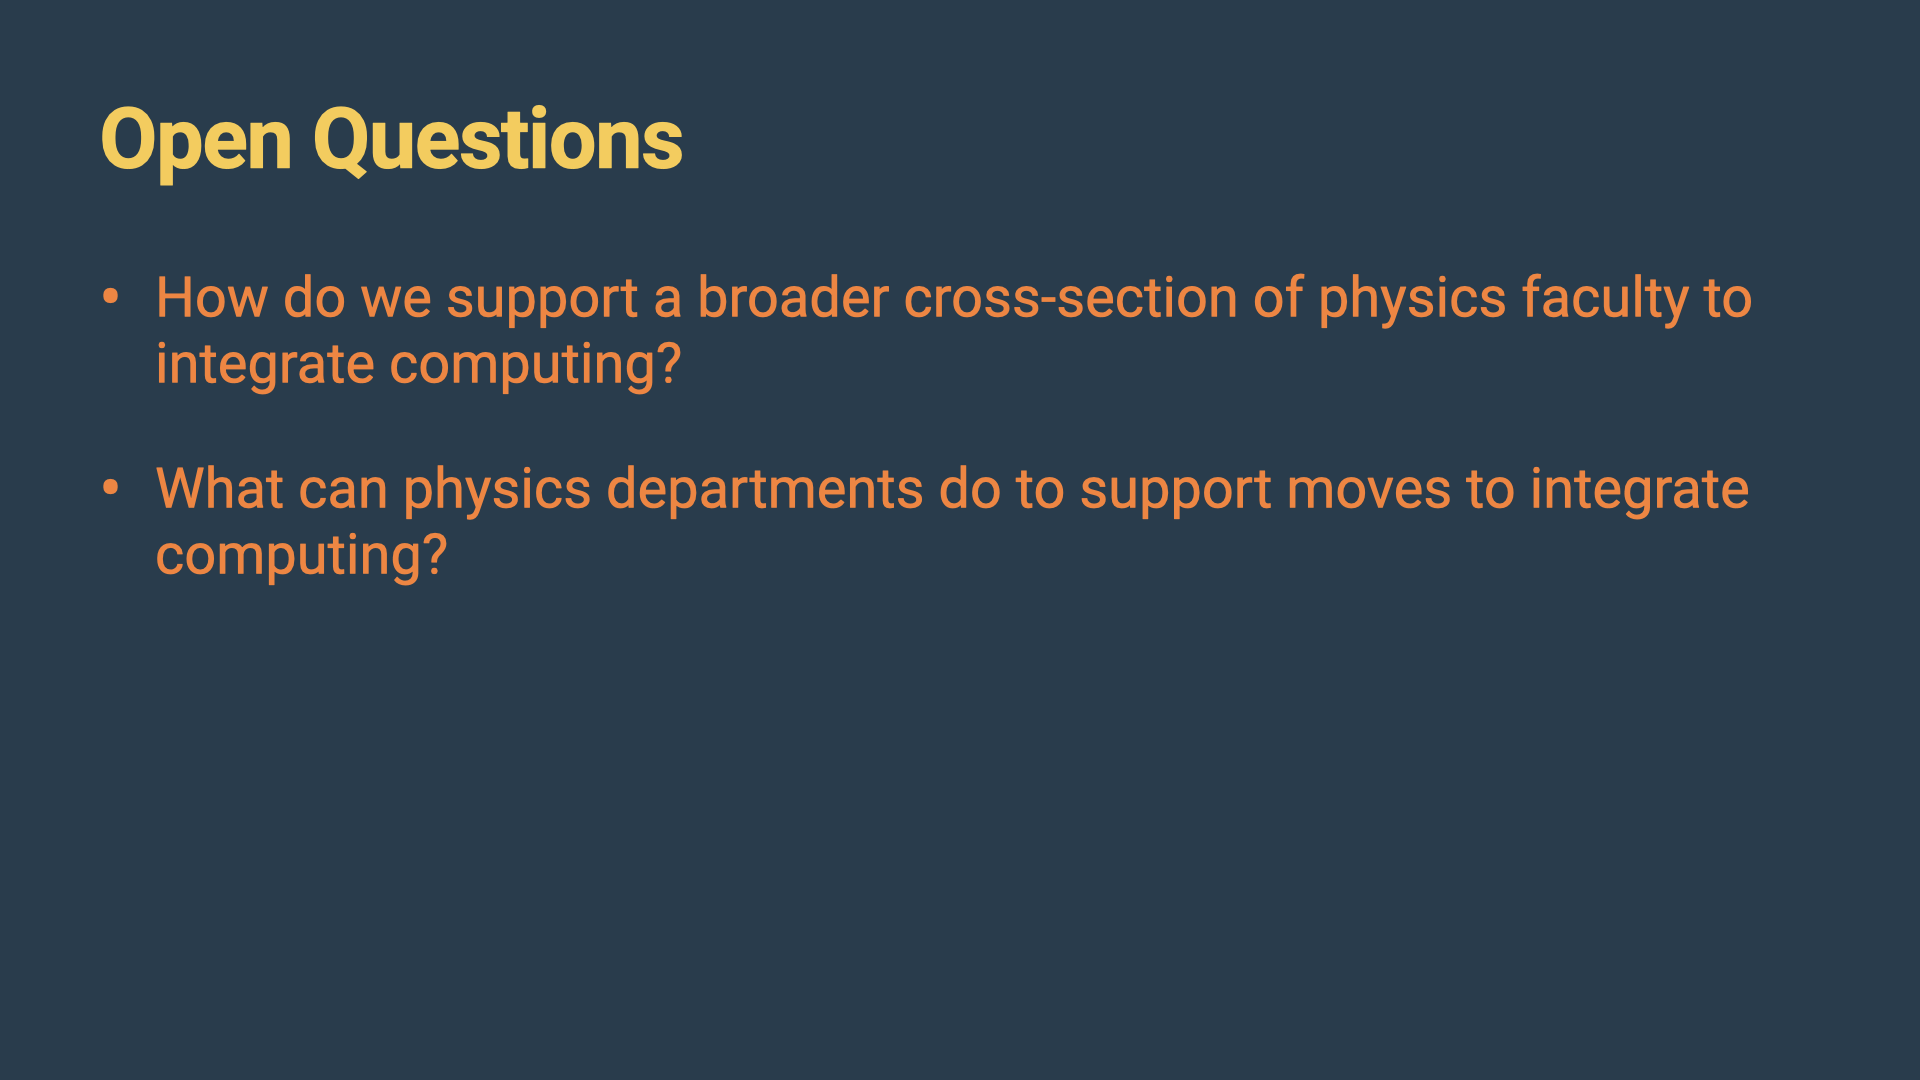 Open Questions
• How do we support a broader cross-section of physics faculty to
integrate computing?
• What can physics departments do to support moves to integrate
computing?